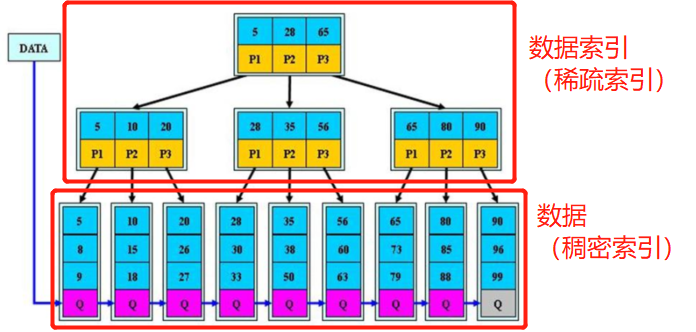 5 28 65
DATA
P1 P2 P3
数据索引
（稀疏索引）
5 10 20 28 35 56 65 80 90
P1 P2 P3 P1 P2 P3 P1 P2 P3
数据
（稠密索引）
5 10 20 28 35 56 65 80 90
8 15 26 30 38 60 73 85 96
9 18 27 33 50 63 79 88 99
Q Q Q Q Q Q Q Q Q